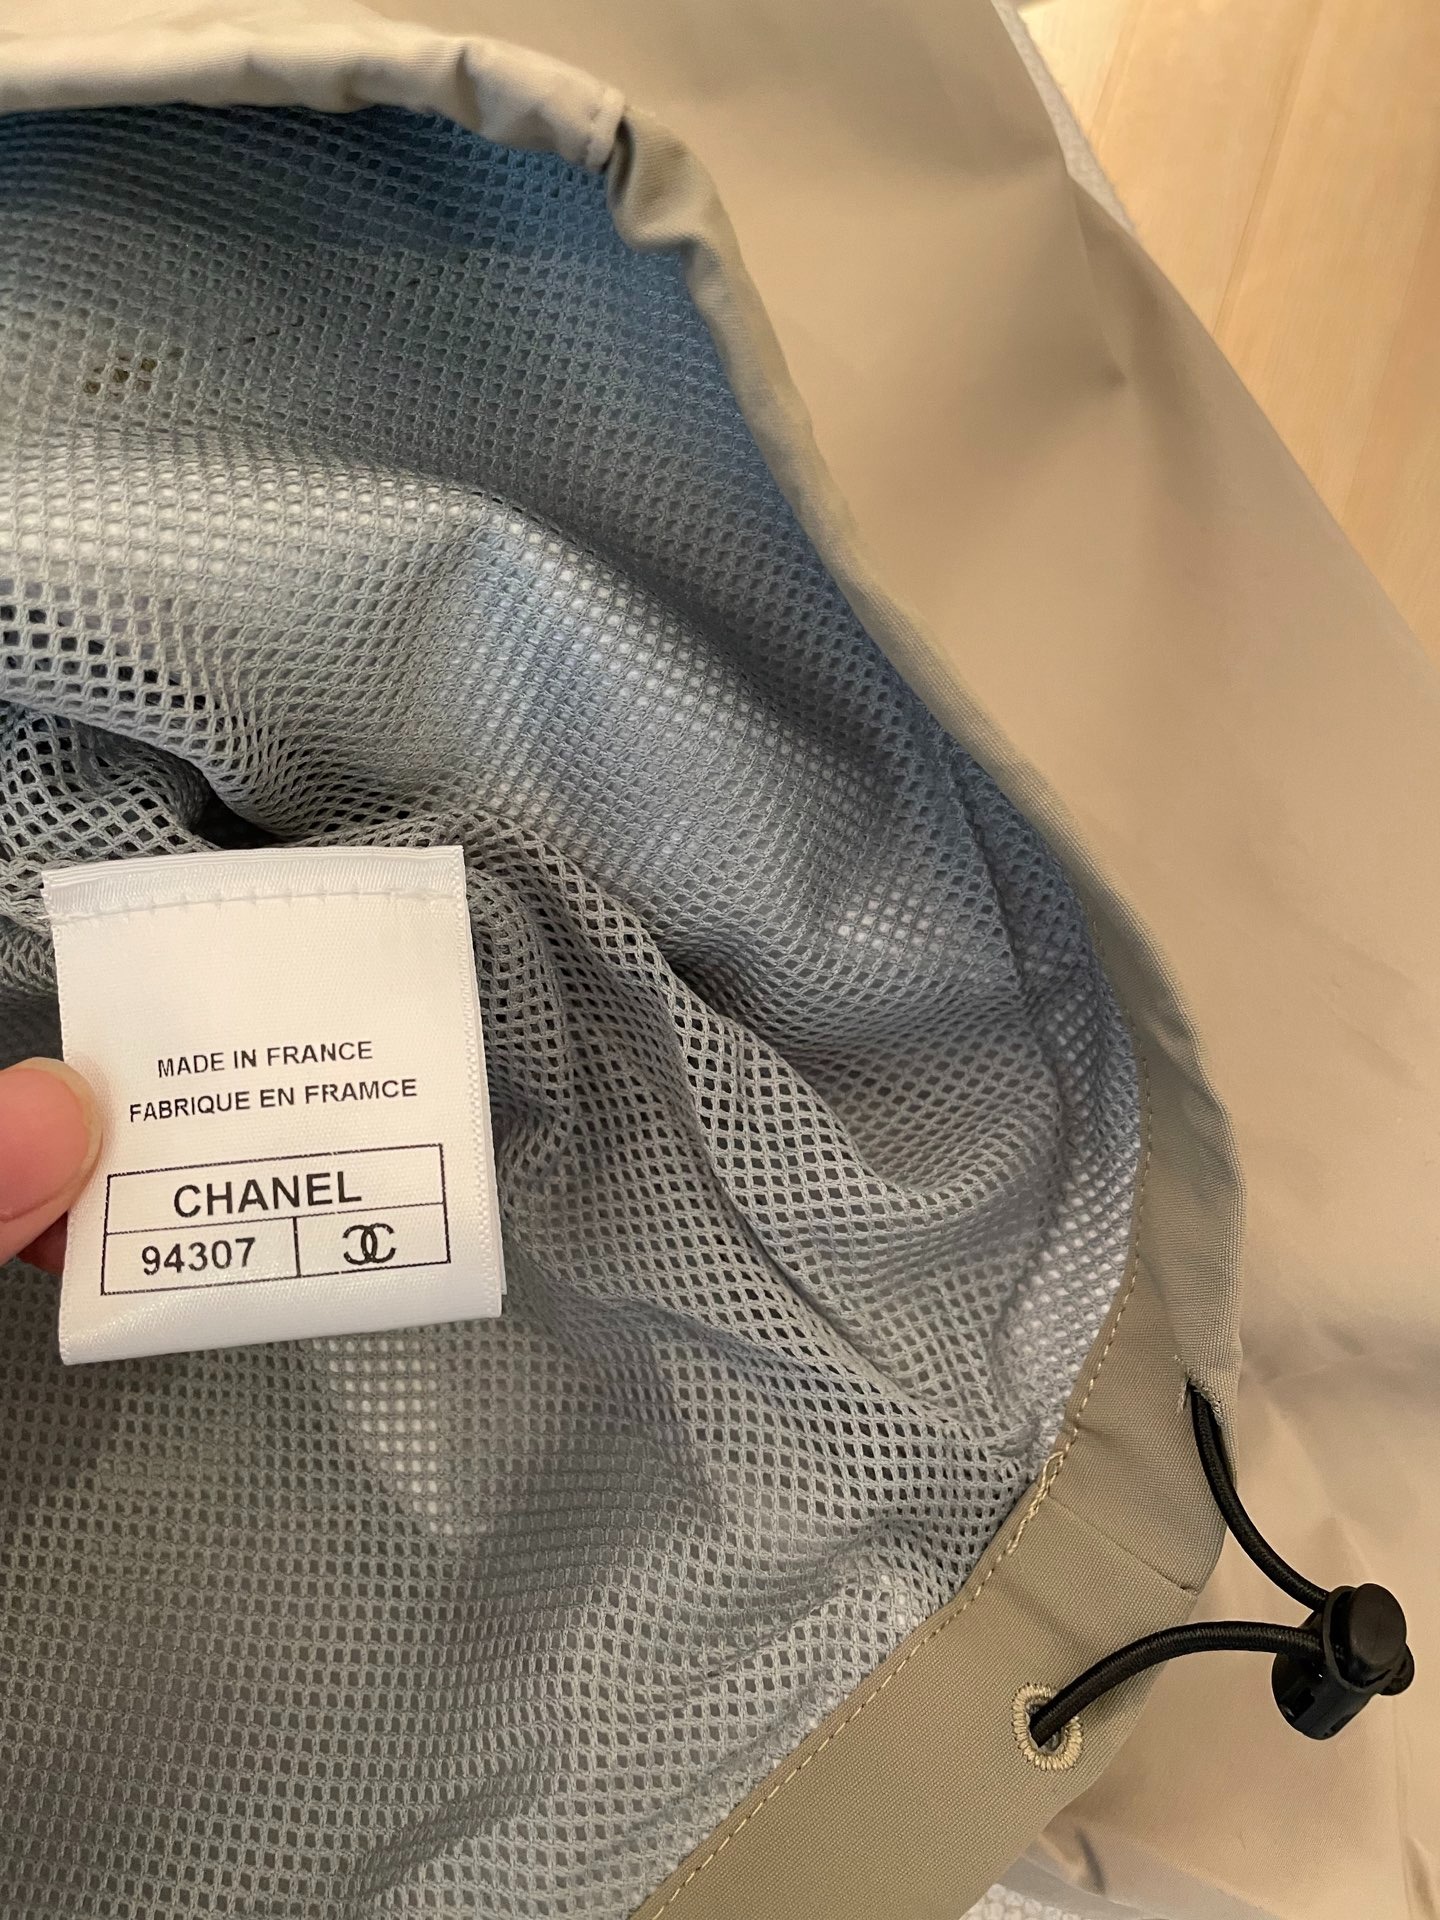 MADE IN FRANCE
FABRIQUE EN FRAMCE
CHANEL
94307